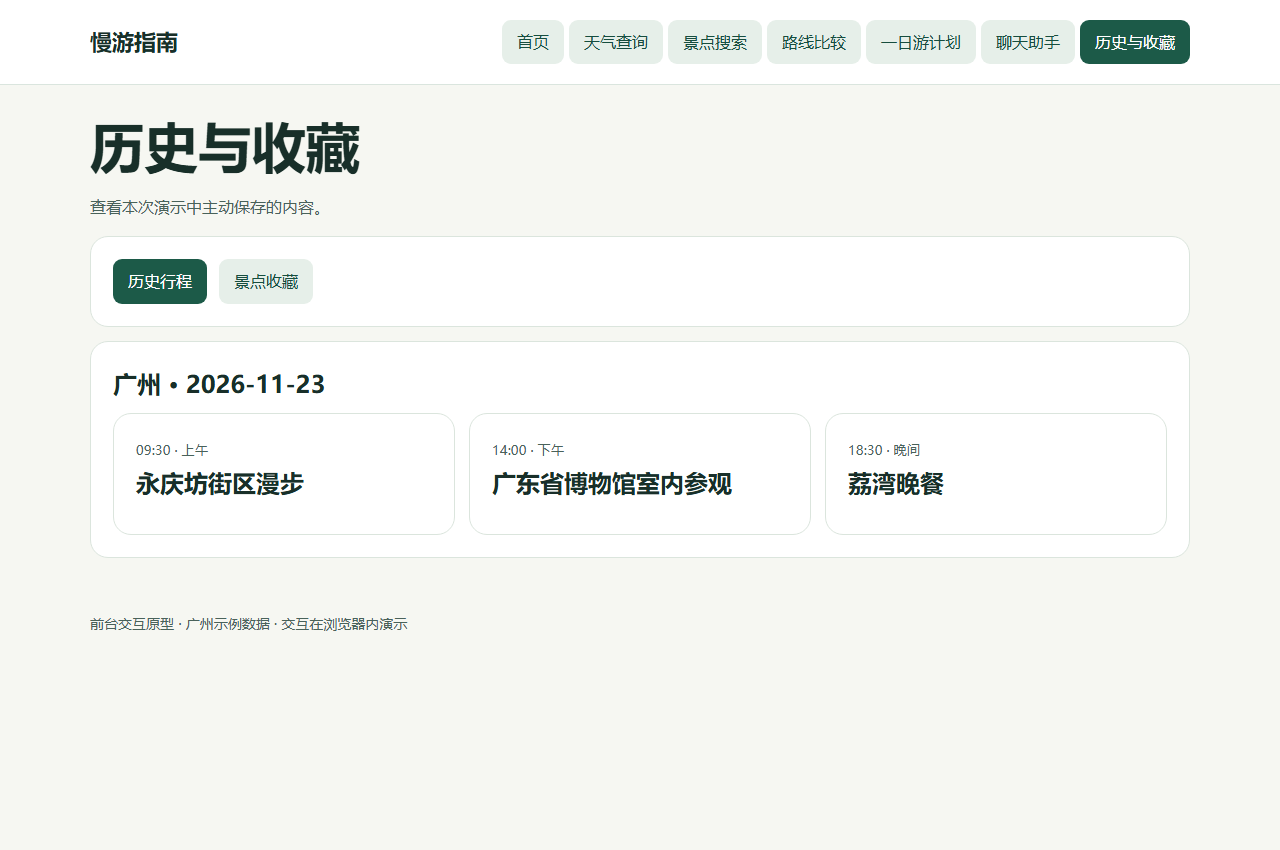 慢游指南
首页 天气查询 景点搜索 路线比较 一日游计划 聊天助手 历史与收藏
历史与收藏
查看本次演示中主动保存的内容。
历史行程 景点收藏
广州 • 2026-11-23
09:30 · 上午
永庆坊街区漫步
14:00 · 下午
广东省博物馆室内参观
18:30 · 晚间
荔湾晚餐
前台交互原型 · 广州示例数据 · 交互在浏览器内演示